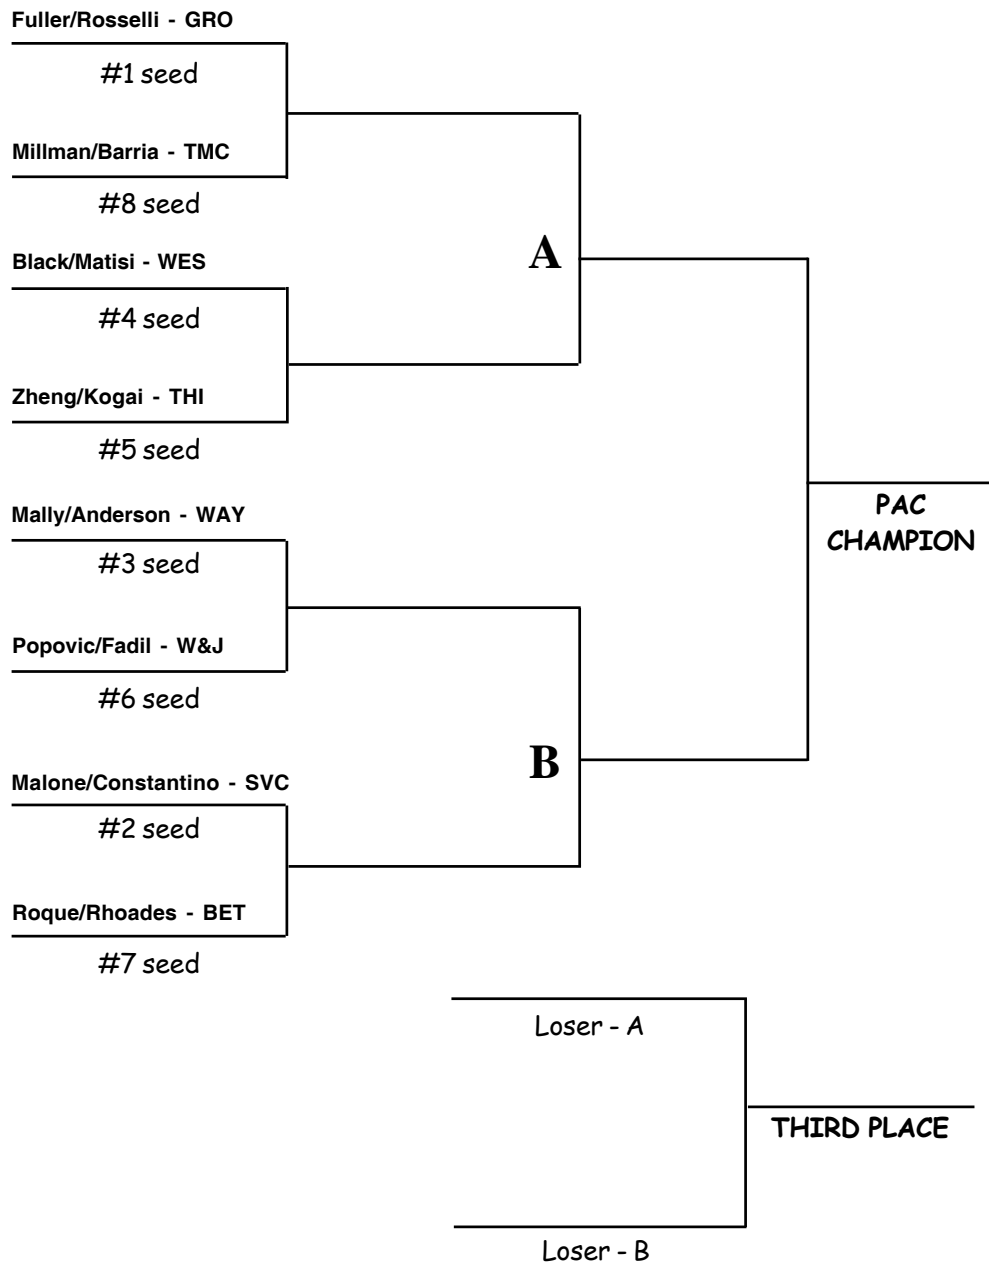 Fuller/Rosselli - GRO
#1 seed
Millman/Barria - TMC
#8 seed
Black/Matisi - WES
A
#4 seed
Zheng/Kogai - THI
#5 seed
Mally/Anderson - WAY
PAC
CHAMPION
#3 seed
Popovic/Fadil - W&J
#6 seed
B
Malone/Constantino - SVC
#2 seed
Roque/Rhoades - BET
#7 seed
Loser - A
THIRD PLACE
Loser - B